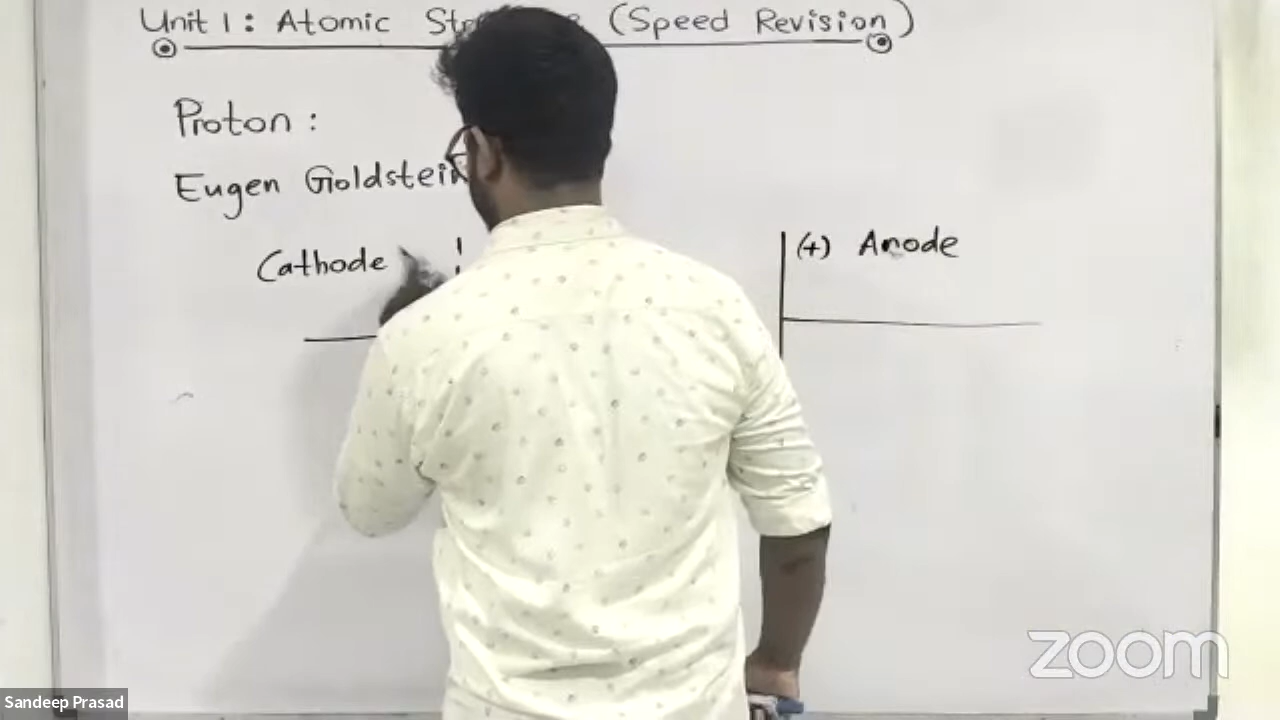 Unit 1: Atomic (Speed Revision)
Proton :
Eugen Goldstein
Cathode (+) Anode
zoom
Sandeep Prasad